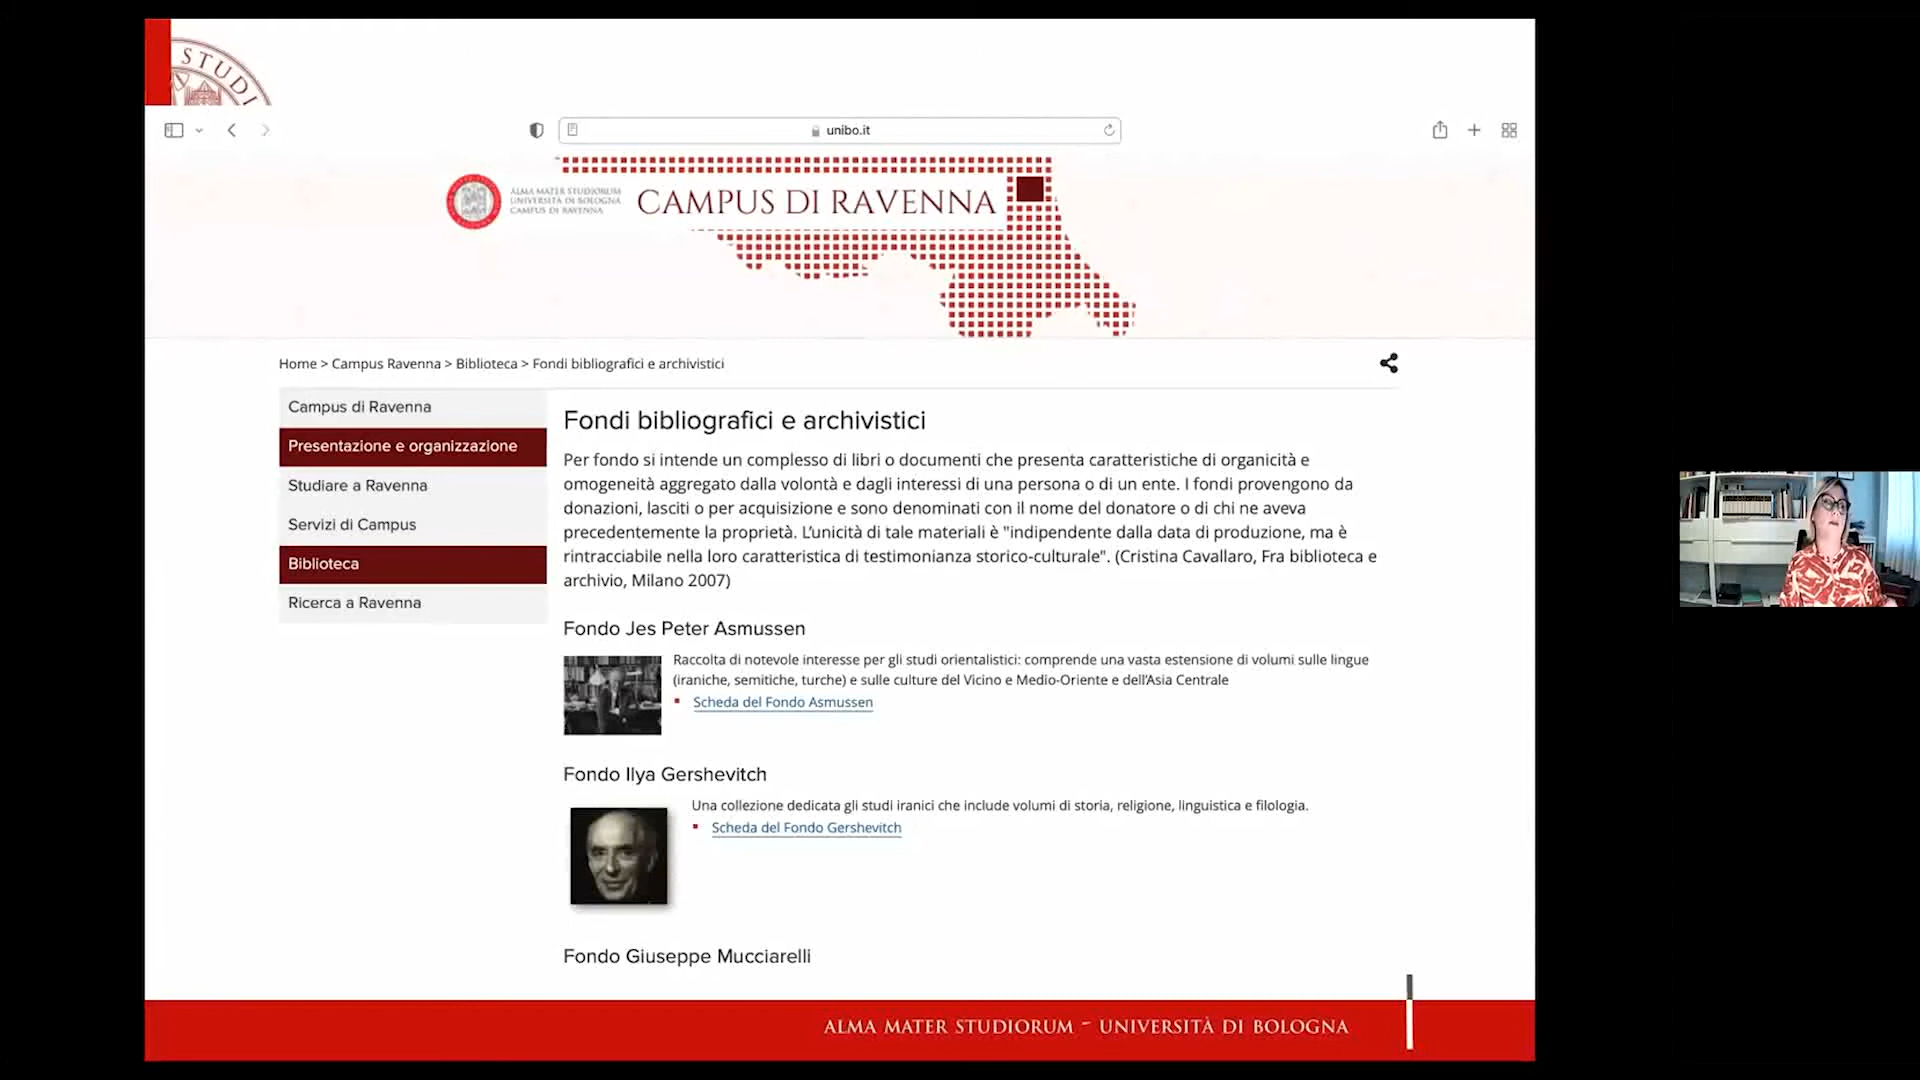 STUDI
unibo.it
ALMA MATER STUDIORUM
UNIVERSITÀ DI BOLOGNA
CAMPUS DI RAVENNA
CAMPUS DI RAVENNA
Home > Campus Ravenna > Biblioteca > Fondi bibliografici e archivistici
Campus di Ravenna
Presentazione e organizzazione
Studiare a Ravenna
Servizi di Campus
Biblioteca
Ricerca a Ravenna
Fondi bibliografici e archivistici
Per fondo si intende un complesso di libri o documenti che presenta caratteristiche di organicità e
omogeneità aggregato dalla volontà e dagli interessi di una persona o di un ente. I fondi provengono da
donazioni, lasciti o per acquisizione e sono denominati con il nome del donatore o di chi ne aveva
precedentemente la proprietà. L'unicità di tale materiali è "indipendente dalla data di produzione, ma è
rintracciabile nella loro caratteristica di testimonianza storico-culturale". (Cristina Cavallaro, Fra biblioteca e
archivio, Milano 2007)
Fondo Jes Peter Asmussen
Raccolta di notevole interesse per gli studi orientalistici: comprende una vasta estensione di volumi sulle lingue
(iraniche, semitiche, turche) e sulle culture del Vicino e Medio-Oriente e dell'Asia Centrale
Scheda del Fondo Asmussen
Fondo Ilya Gershevitch
Una collezione dedicata gli studi iranici che include volumi di storia, religione, linguistica e filologia.
Scheda del Fondo Gershevitch
Fondo Giuseppe Mucciarelli
ALMA MATER STUDIORUM – UNIVERSITÀ DI BOLOGNA